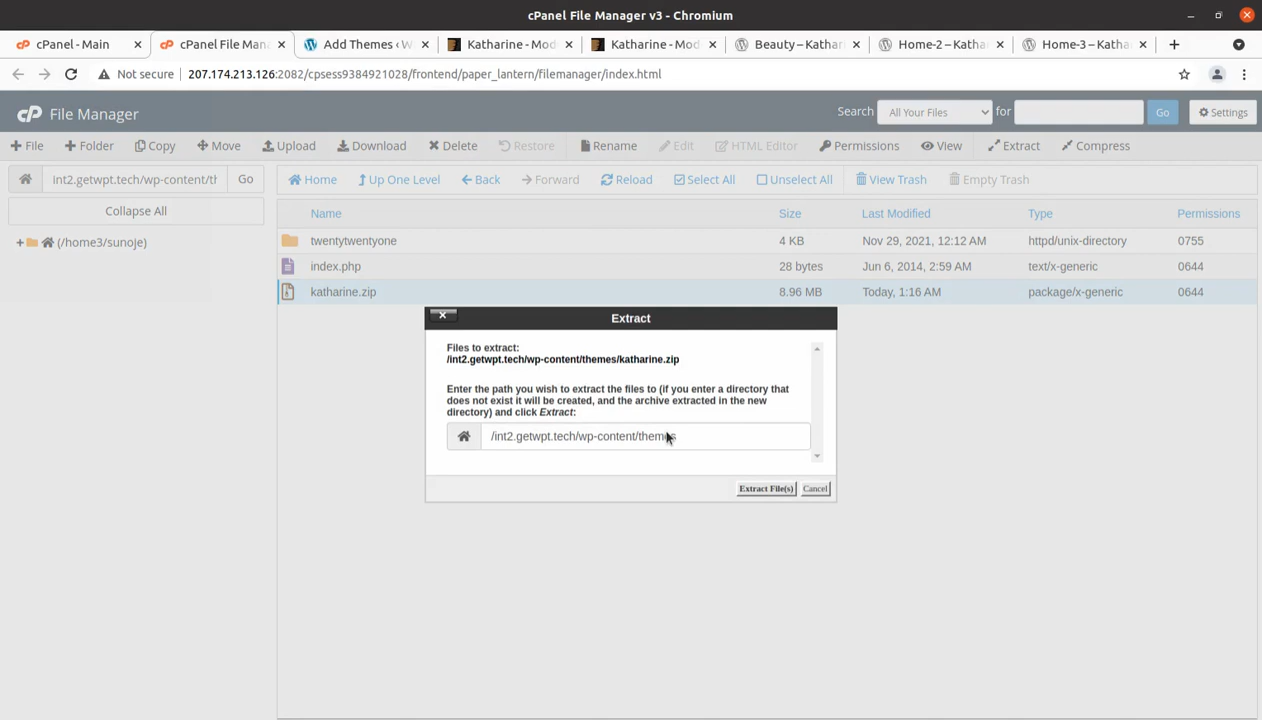 cPanel File Manager v3 - Chromium
cPanel - Main
cPanel File Man
Add Themes ‹ W
Katharine - Mod
Katharine - Mod
Beauty – Kathar
Home-2 – Katha
Home-3 – Katha
Not secure
207.174.213.126:2082/cpsess9384921028/frontend/paper_lantern/filemanager/index.html
cP File Manager
Search
All Your Files
for
Go
Settings
File
Folder
Copy
Move
Upload
Download
Delete
Restore
Rename
Edit
HTML Editor
Permissions
View
Extract
Compress
int2.getwpt.tech/wp-content/th
Go
Home
Up One Level
Back
Forward
Reload
Select All
Unselect All
View Trash
Empty Trash
Collapse All
(/home3/sunoje)
Name Size Last Modified Type Permissions
twentytwentyone 4 KB Nov 29, 2021, 12:12 AM httpd/unix-directory 0755
index.php 28 bytes Jun 6, 2014, 2:59 AM text/x-generic 0644
katharine.zip 8.96 MB Today, 1:16 AM package/x-generic 0644
Extract
Files to extract:
/int2.getwpt.tech/wp-content/themes/katharine.zip
Enter the path you wish to extract the files to (if you enter a directory that
does not exist it will be created, and the archive extracted in the new
directory) and click Extract:
/int2.getwpt.tech/wp-content/themes
Extract File(s)
Cancel